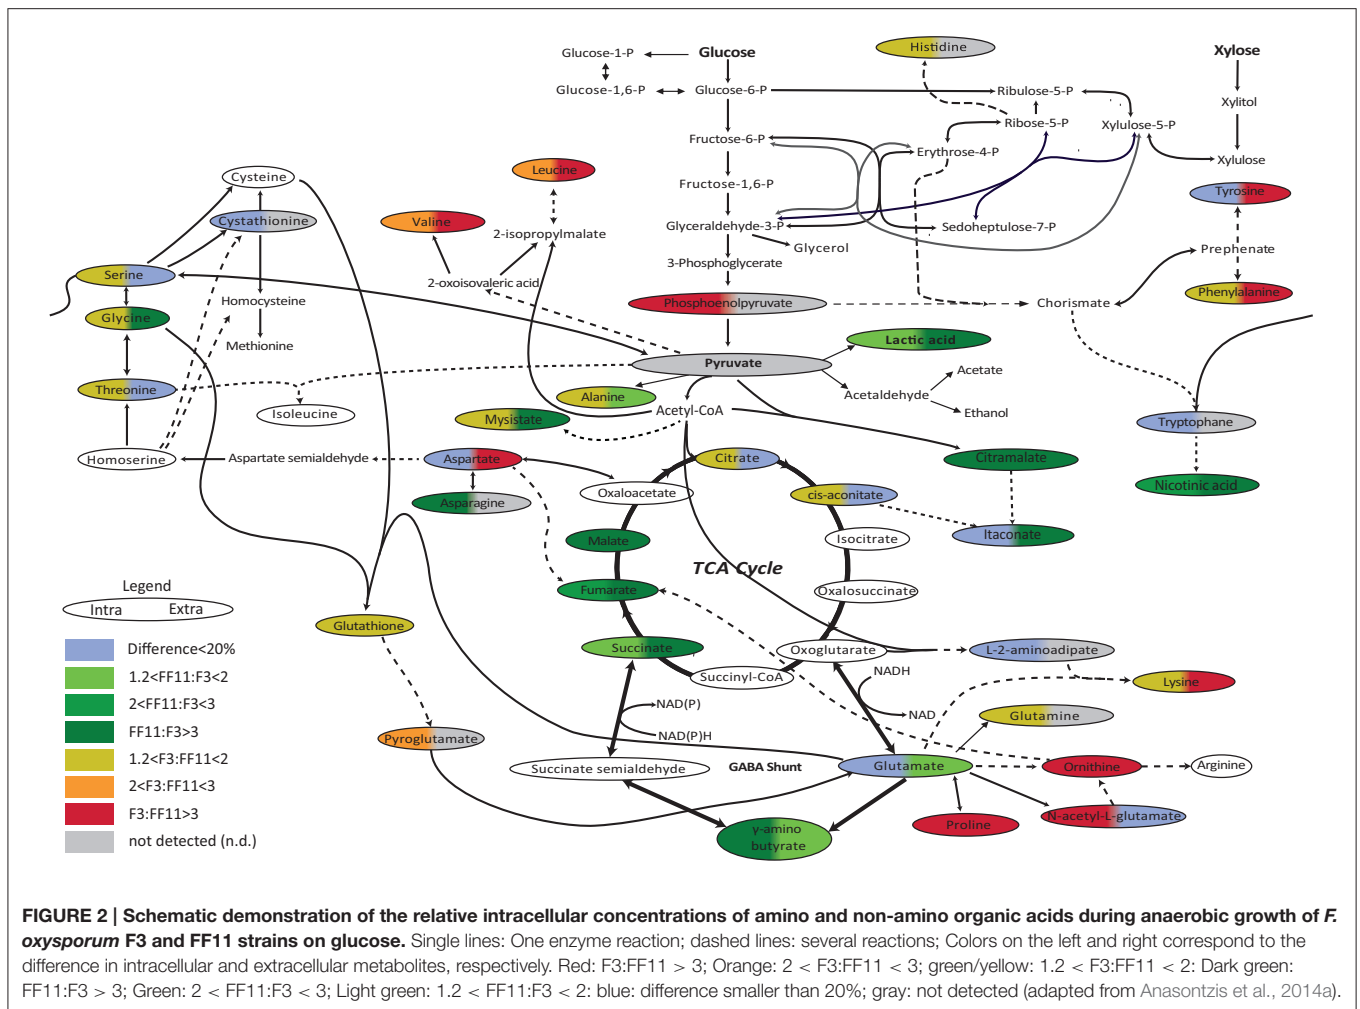 Glucose-1-P
Glucose
Histidine
Xylose
Glucose-1,6-P
Glucose-6-P
Ribulose-5-P
Xylitol
Fructose-6-P
Ribose-5-P
Xylulose-5-P
Erythrose-4-P
Xylulose
Cysteine
Leucine
Fructose-1,6-P
Tyrosine
Cystathionine
Valine
2-isopropylmalate
Glyceraldehyde-3-P
Sedoheptulose-7-P
Glycerol
Prephenate
Serine
2-oxoisovaleric acid
3-Phosphoglycerate
Phenylalanine
Homocysteine
Phosphoenolpyruvate
Chorismate
Glycine
Methionine
Lactic acid
Pyruvate
Acetate
Threonine
Alanine
Acetaldehyde
Isoleucine
Mysistate
Acetyl-CoA
Ethanol
Tryptophane
Homoserine
Aspartate semialdehyde
Aspartate
Citrate
Citramalate
Oxaloacetate
cis-aconitate
Nicotinic acid
Asparagine
Malate
Isocitrate
Itaconate
TCA Cycle
Legend
Fumarate
Oxalosuccinate
Intra
Extra
Glutathione
Difference<20%
Succinate
Oxoglutarate
L-2-aminoadipate
1.2<FF11:F3<2
Succinyl-CoA
NADH
Lysine
2<FF11:F3<3
NAD(P)
NAD
Glutamine
FF11:F3>3
Pyroglutamate
NAD(P)H
1.2<F3:FF11<2
Succinate semialdehyde
GABA Shunt
Glutamate
Ornithine
Arginine
2<F3:FF11<3
F3:FF11>3
Proline
N-acetyl-L-glutamate
not detected (n.d.)
γ-amino
butyrate
FIGURE 2 | Schematic demonstration of the relative intracellular concentrations of amino and non-amino organic acids during anaerobic growth of F.
oxysporum F3 and FF11 strains on glucose. Single lines: One enzyme reaction; dashed lines: several reactions; Colors on the left and right correspond to the
difference in intracellular and extracellular metabolites, respectively. Red: F3:FF11 > 3; Orange: 2 < F3:FF11 < 3; green/yellow: 1.2 < F3:FF11 < 2: Dark green:
FF11:F3 > 3; Green: 2 < FF11:F3 < 3; Light green: 1.2 < FF11:F3 < 2: blue: difference smaller than 20%; gray: not detected (adapted from Anasontzis et al., 2014a).